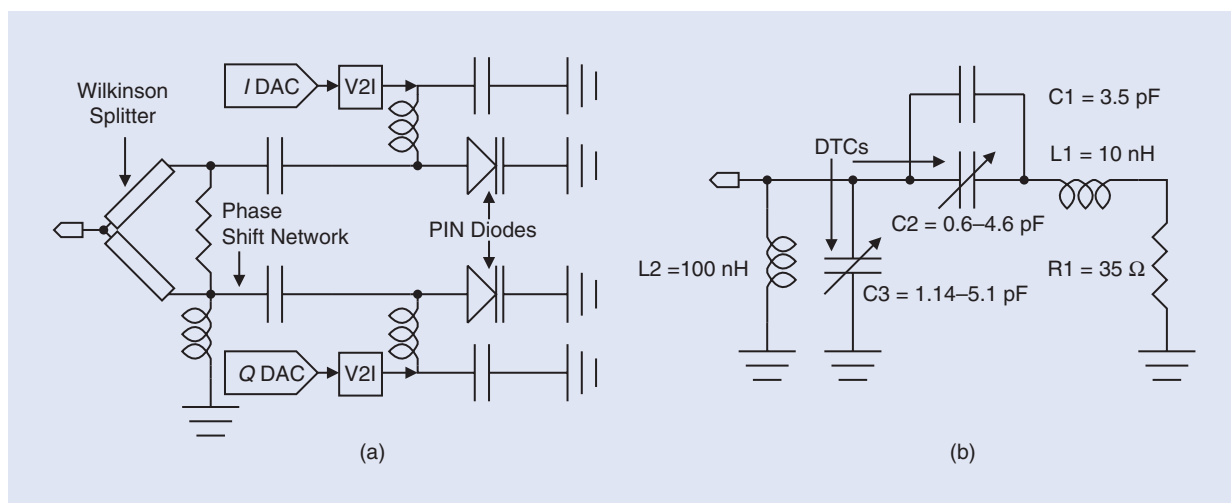 I DAC
V2I
Wilkinson
Splitter
Phase
Shift Network
PIN Diodes
Q DAC
V2I
(a)
C1 = 3.5 pF
DTCs
L1 = 10 nH
C2 = 0.6–4.6 pF
L2 =100 nH
R1 = 35 Ω
C3 = 1.14–5.1 pF
(b)